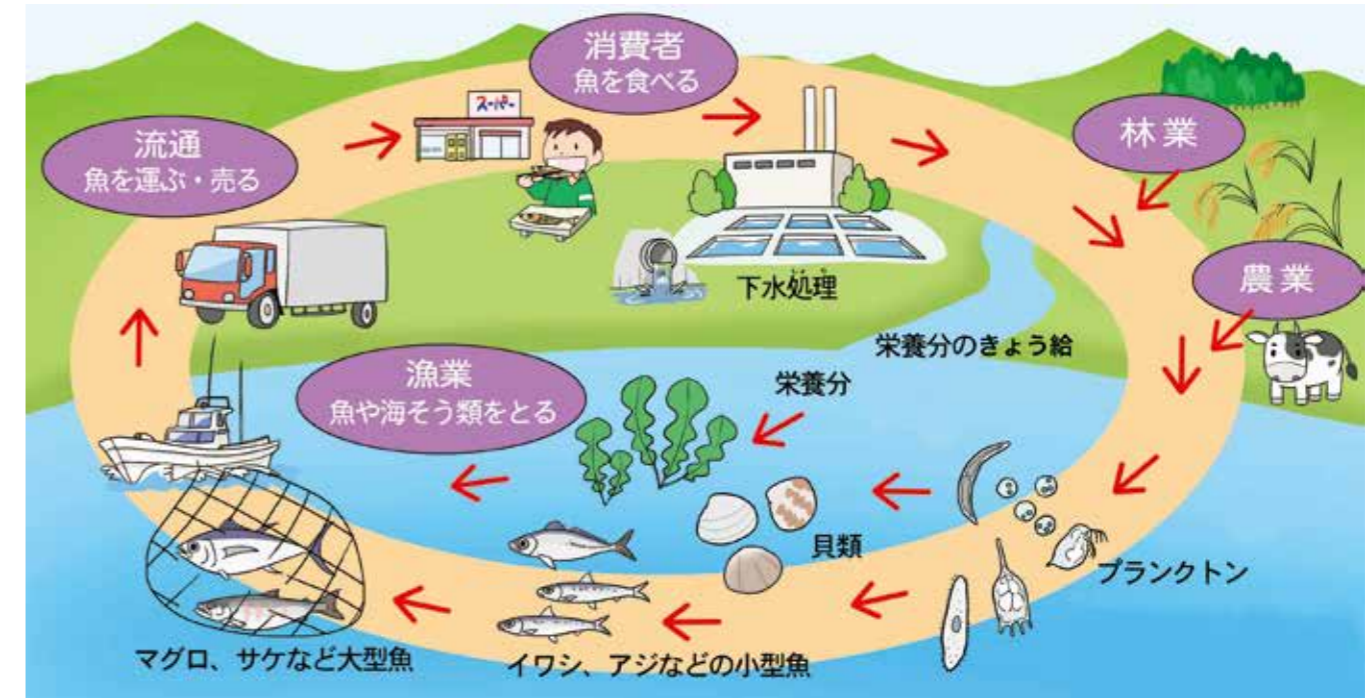 消費者
魚を食べる
スーパー
流通
魚を運ぶ・売る
林業
農業
下水処理
しょり
栄養分のきょう給
栄養分
漁業
魚や海そう類をとる
貝類
プランクトン
マグロ、サケなど大型魚
イワシ、アジなどの小型魚